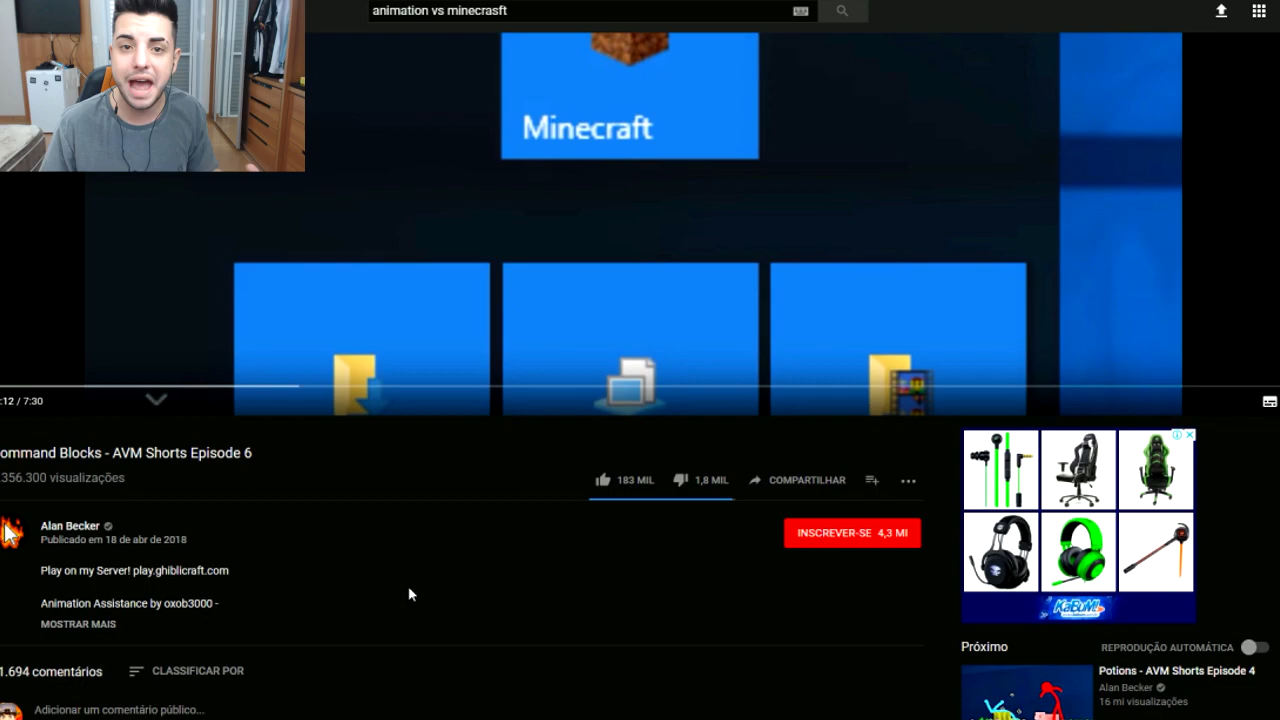 animation vs minecrasft
Minecraft
:12 / 7:30
ommand Blocks - AVM Shorts Episode 6
.356.300 visualizações
183 MIL
1,8 MIL
COMPARTILHAR
Alan Becker
Publicado em 18 de abr de 2018
INSCREVER-SE 4,3 MI
Play on my Server! play.ghiblicraft.com
Animation Assistance by oxob3000 -
MOSTRAR MAIS
1.694 comentários
CLASSIFICAR POR
Adicionar um comentário público...
KaBuM!
Próximo
REPRODUÇÃO AUTOMÁTICA
Potions - AVM Shorts Episode 4
Alan Becker
16 mi visualizações